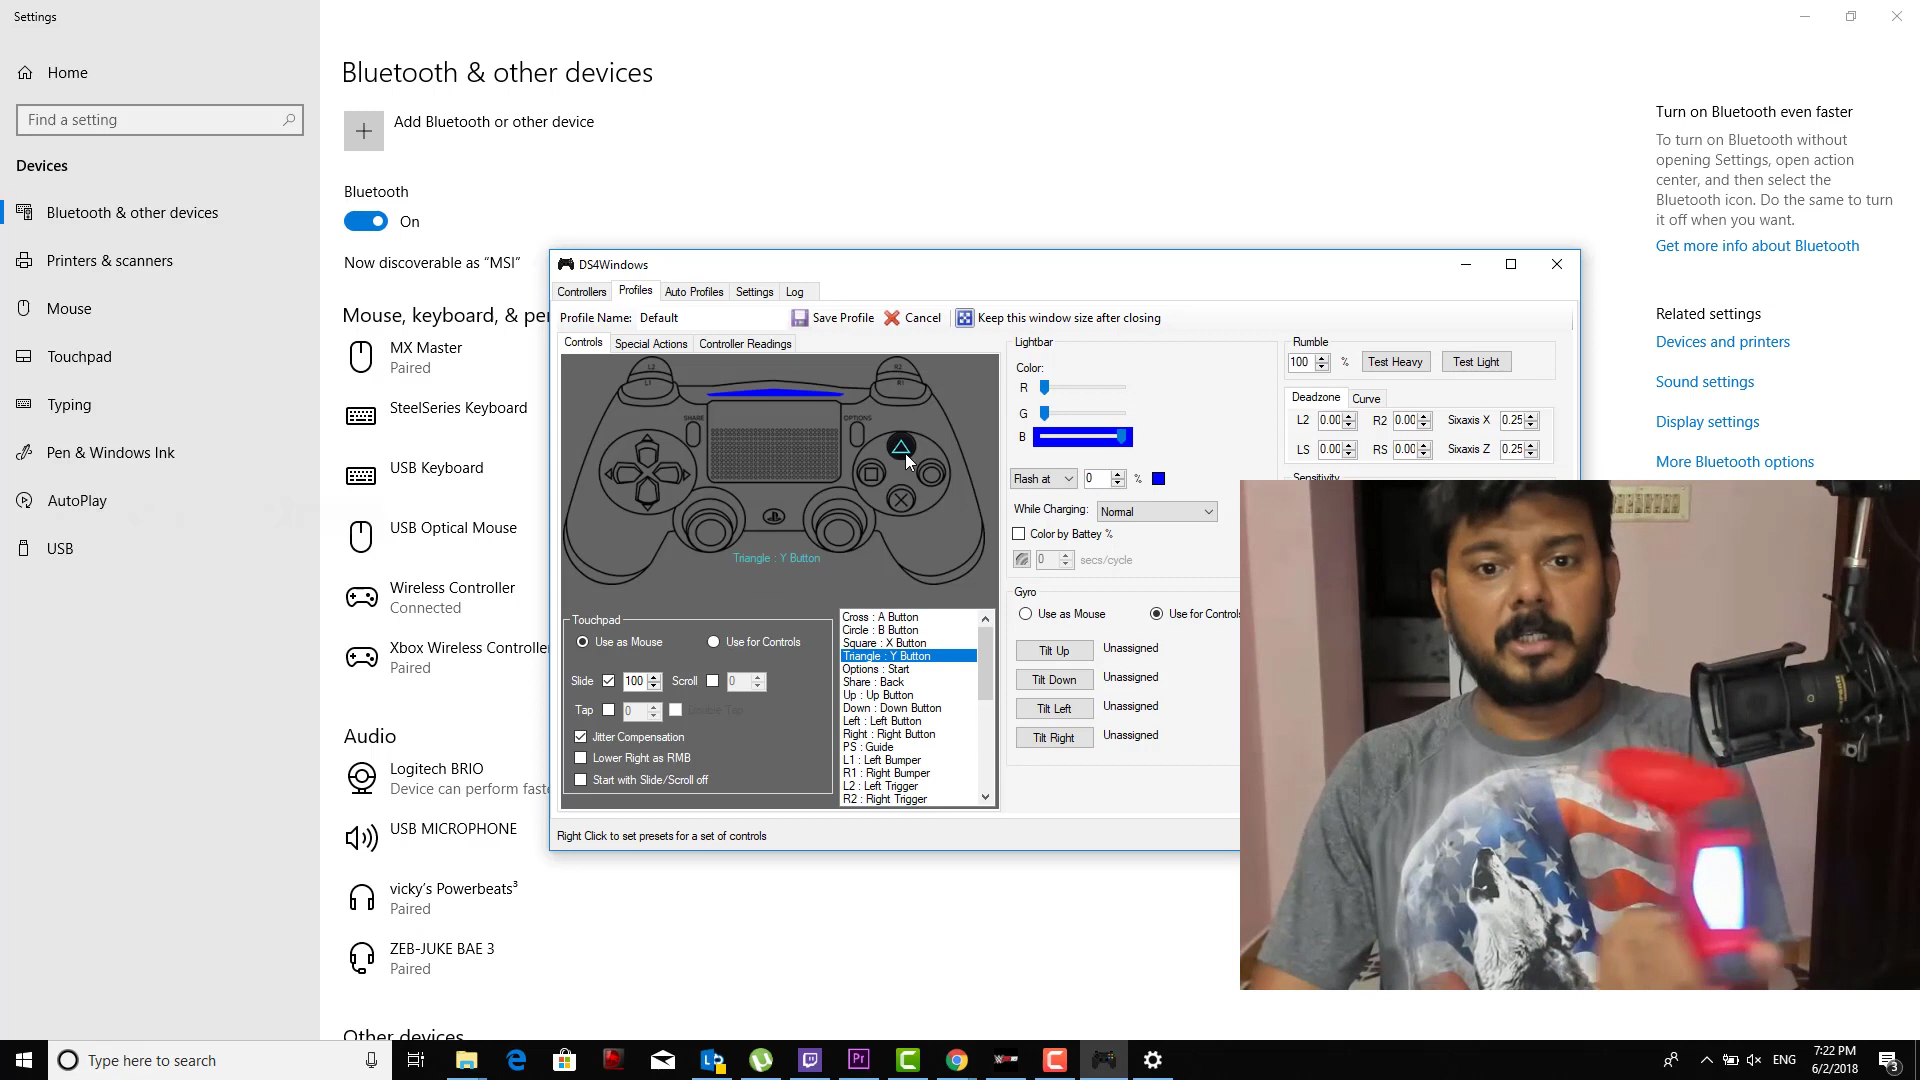 Settings
Home
Find a setting
Devices
Bluetooth & other devices
Printers & scanners
Mouse
Touchpad
Typing
Pen & Windows Ink
AutoPlay
USB
Bluetooth & other devices
Add Bluetooth or other device
Bluetooth
On
Now discoverable as “MSI”
Mouse, keyboard, & pe
MX Master
Paired
SteelSeries Keyboard
USB Keyboard
USB Optical Mouse
Wireless Controller
Connected
Xbox Wireless Controlle
Paired
Audio
Logitech BRIO
Device can perform faste
USB MICROPHONE
vicky’s Powerbeats³
Paired
ZEB-JUKE BAE 3
Paired
Other devices
DS4Windows
Controllers Profiles Auto Profiles Settings Log
Profile Name: Default Save Profile Cancel Keep this window size after closing
Controls Special Actions Controller Readings
L2 R2
L1 R1
SHARE OPTIONS
Triangle : Y Button
Touchpad
Use as Mouse Use for Controls
Slide 100 Scroll 0
Tap 0 Double Tap
Jitter Compensation
Lower Right as RMB
Start with Slide/Scroll off
Cross : A Button
Circle : B Button
Square : X Button
Triangle : Y Button
Options : Start
Share : Back
Up : Up Button
Down : Down Button
Left : Left Button
Right : Right Button
PS : Guide
L1 : Left Bumper
R1 : Right Bumper
L2 : Left Trigger
R2 : Right Trigger
Right Click to set presets for a set of controls
Lightbar
Color:
R
G
B
Flash at 0 %
While Charging: Normal
Color by Battey %
0 secs/cycle
Gyro
Use as Mouse Use for Controls
Tilt Up Unassigned
Tilt Down Unassigned
Tilt Left Unassigned
Tilt Right Unassigned
Rumble
100 % Test Heavy Test Light
Deadzone Curve
L2 0.00 R2 0.00 Sixaxis X 0.25
LS 0.00 RS 0.00 Sixaxis Z 0.25
Sensitivity
Turn on Bluetooth even faster
To turn on Bluetooth without
opening Settings, open action
center, and then select the
Bluetooth icon. Do the same to turn
it off when you want.
Get more info about Bluetooth
Related settings
Devices and printers
Sound settings
Display settings
More Bluetooth options
Type here to search
Pr
ENG
7:22 PM
6/2/2018
3